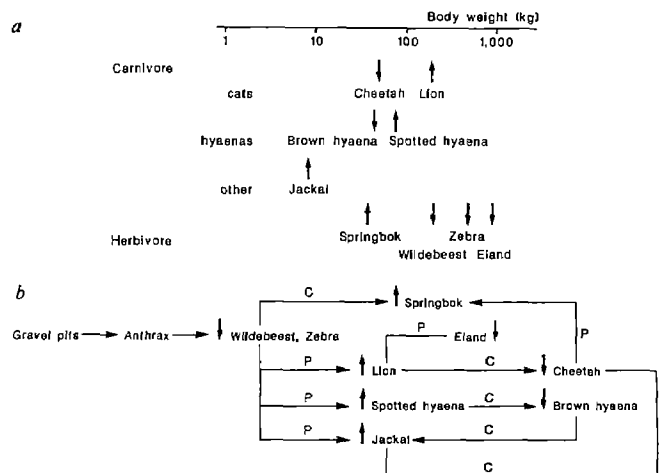 a
Body weight (kg)
1 10 100 1,000
Carnivore
cats Cheetah Lion
hyaenas Brown hyaena Spotted hyaena
other Jackal
Herbivore Springbok Zebra
Wildebeest Eland
b
C Springbok
Gravel pits Anthrax Wildebeest, Zebra P Eland P
P Lion C Cheetah
P Spotted hyaena C Brown hyaena
P Jackal C
C